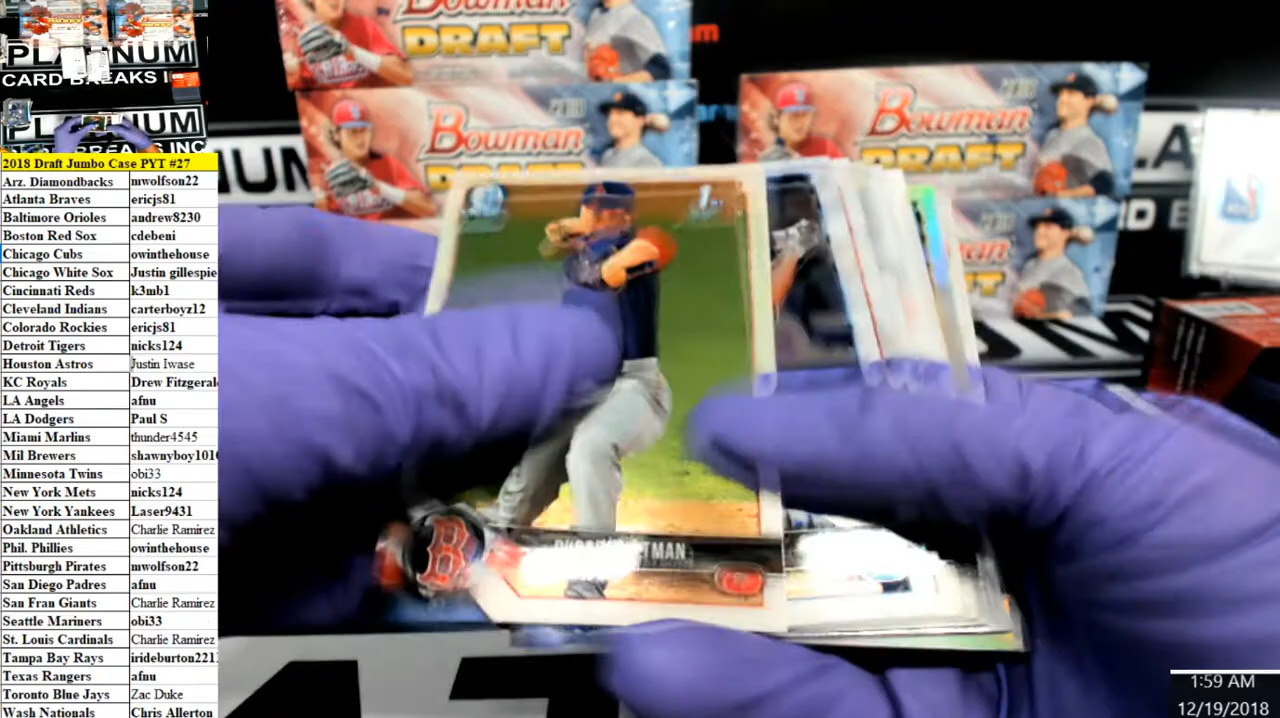 PLATINUM
CARD BREAKS I
PLATINUM
BREAKS INC
2018 Draft Jumbo Case PYT #27
Arz. Diamondbacks mwolfson22
Atlanta Braves ericjs81
Baltimore Orioles andrew8230
Boston Red Sox cdebeni
Chicago Cubs owinthehouse
Chicago White Sox Justin gillespie
Cincinnati Reds k3mb1
Cleveland Indians carterboyz12
Colorado Rockies ericjs81
Detroit Tigers nicks124
Houston Astros Justin Iwase
KC Royals Drew Fitzgeral
LA Angels afnu
LA Dodgers Paul S
Miami Marlins thunder4545
Mil Brewers shawnyboy101
Minnesota Twins obi33
New York Mets nicks124
New York Yankees Laser9431
Oakland Athletics Charlie Ramirez
Phil. Phillies owinthehouse
Pittsburgh Pirates mwolfson22
San Diego Padres afnu
San Fran Giants Charlie Ramirez
Seattle Mariners obi33
St. Louis Cardinals Charlie Ramirez
Tampa Bay Rays irideburton221
Texas Rangers afnu
Toronto Blue Jays Zac Duke
Wash Nationals Chris Allerton
Bowman
DRAFT
Bowman
Bowman
DRAFT
NUM
B
TMAN
1:59 AM
12/19/2018